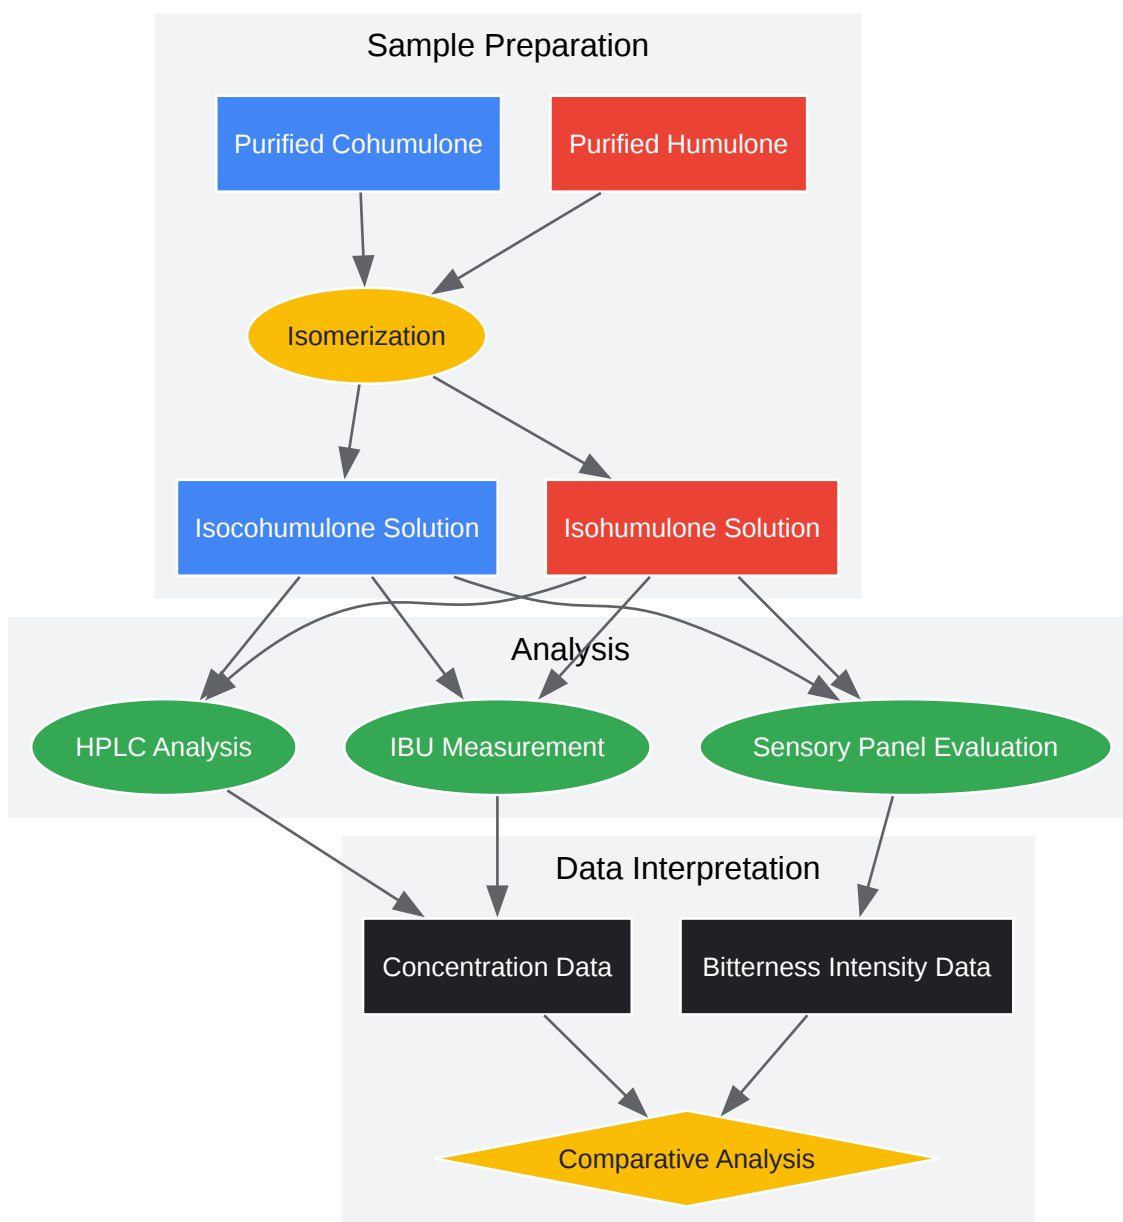 Sample Preparation
Purified Cohumulone
Purified Humulone
Isomerization
Isocohumulone Solution
Isohumulone Solution
Analysis
HPLC Analysis
IBU Measurement
Sensory Panel Evaluation
Data Interpretation
Concentration Data
Bitterness Intensity Data
Comparative Analysis